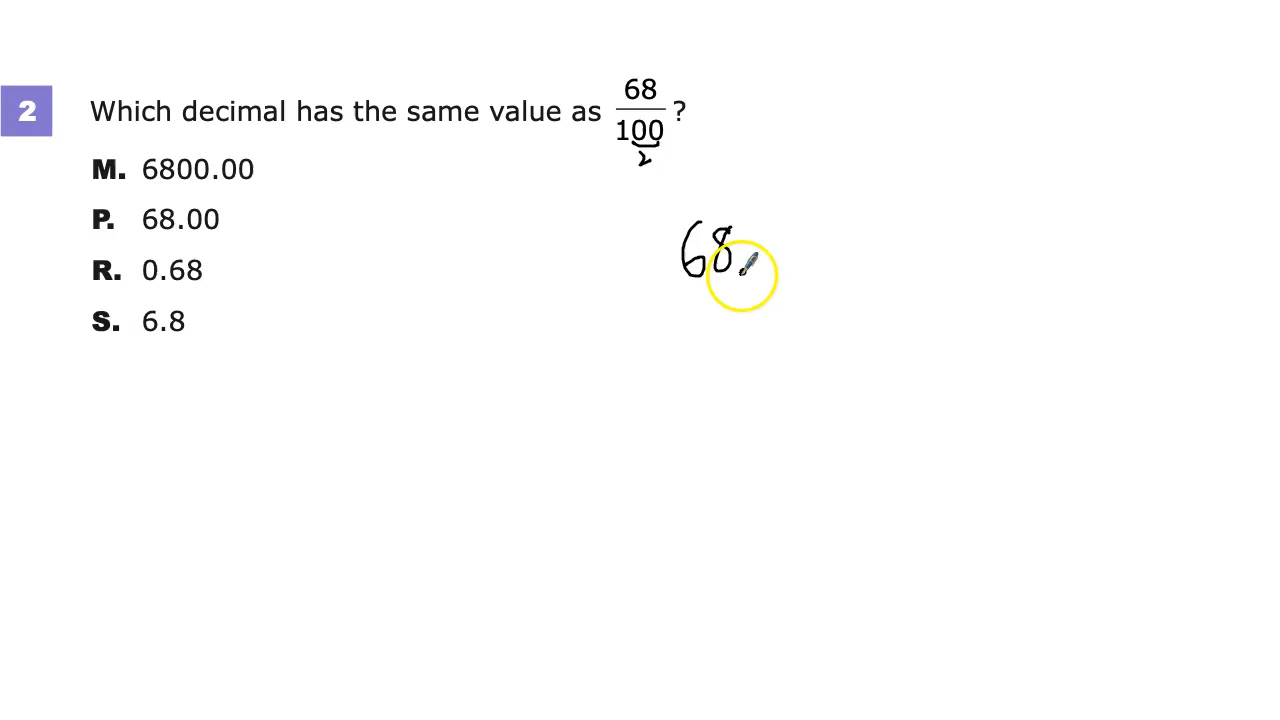 2 Which decimal has the same value as 68/100 ?
2
M. 6800.00
P. 68.00
68.
R. 0.68
S. 6.8